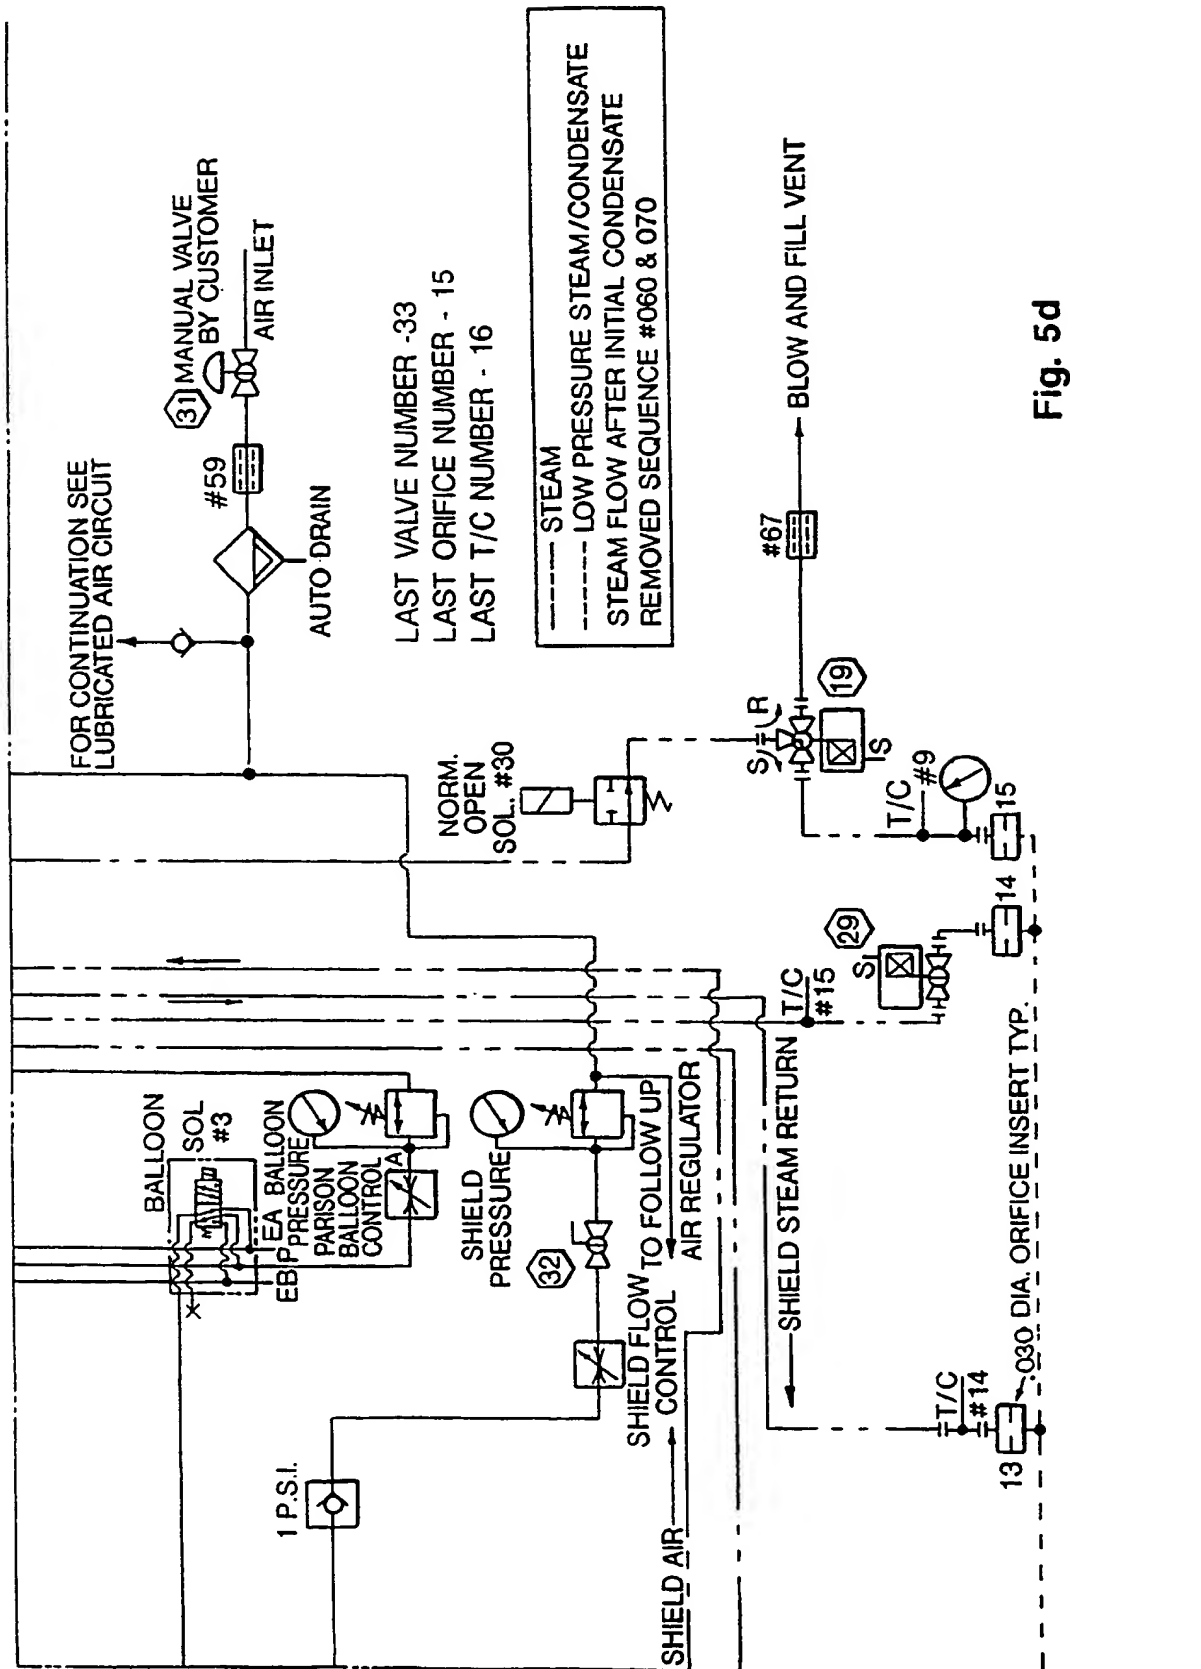 FOR CONTINUATION SEE
LUBRICATED AIR CIRCUIT
31
MANUAL VALVE
BY CUSTOMER
AIR INLET
#59
AUTO DRAIN
LAST VALVE NUMBER -33
LAST ORIFICE NUMBER - 15
LAST T/C NUMBER - 16
STEAM
LOW PRESSURE STEAM/CONDENSATE
STEAM FLOW AFTER INITIAL CONDENSATE
REMOVED SEQUENCE #060 & 070
NORM.
OPEN
SOL. #30
S
R
19
S
#67
BLOW AND FILL VENT
T/C
#9
15
14
29
S
T/C
#15
BALLOON
SOL
#3
EA BALLOON
PRESSURE
EB P
PARISON
BALLOON
CONTROL
A
SHIELD
PRESSURE
32
1 P.S.I.
SHIELD FLOW
CONTROL
TO FOLLOW UP
AIR REGULATOR
SHIELD AIR
SHIELD STEAM RETURN
T/C
#14
13
.030 DIA. ORIFICE INSERT TYP.
Fig. 5d